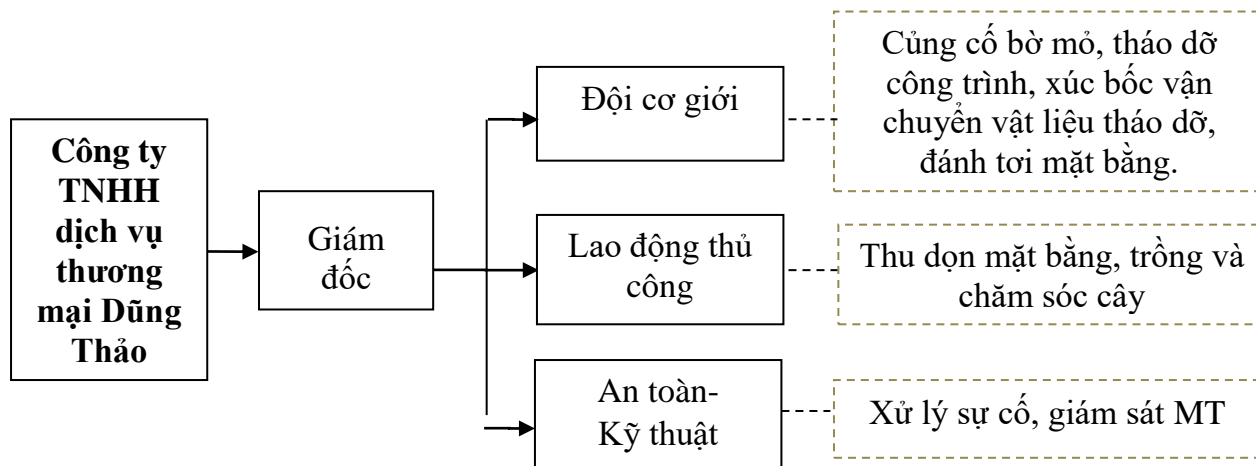 Công ty
TNHH
dịch vụ
thương
mại Dũng
Thảo
Giám
đốc
Đội cơ giới
Củng cố bờ mỏ, tháo dỡ
công trình, xúc bốc vận
chuyển vật liệu tháo dỡ,
đánh tơi mặt bằng.
Lao động thủ
công
Thu dọn mặt bằng, trồng và
chăm sóc cây
An toàn-
Kỹ thuật
Xử lý sự cố, giám sát MT